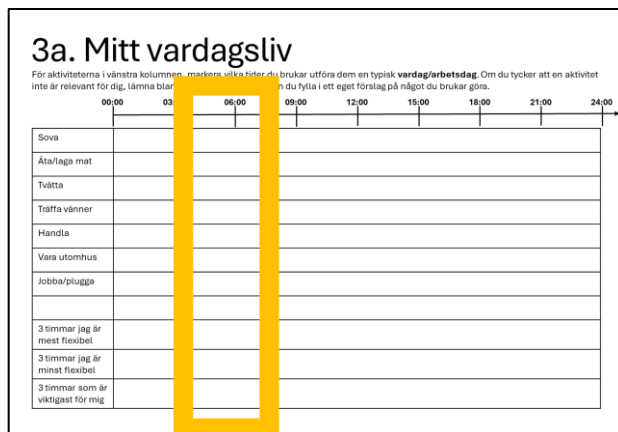 3a. Mitt vardagsliv
För aktiviteterna i vänstra kolumnen, markera vilka tider du brukar utföra dem en typisk vardag/arbetsdag. Om du tycker att en aktivitet
inte är relevant för dig, lämna blan n du fylla i ett eget förslag på något du brukar göra.
00:00 03: 06:00 09:00 12:00 15:00 18:00 21:00 24:00
Sova
Äta/laga mat
Tvätta
Träffa vänner
Handla
Vara utomhus
Jobba/plugga
3 timmar jag är
mest flexibel
3 timmar jag är
minst flexibel
3 timmar som är
viktigast för mig